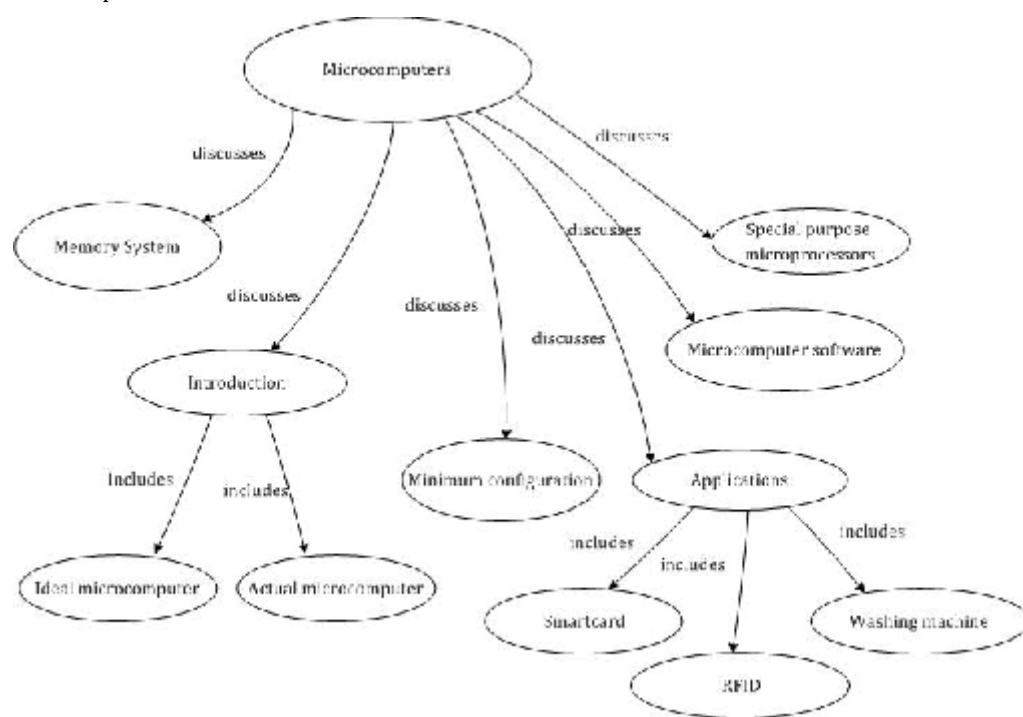 Microcomputers
discusses
discusses
Memory System
discusses
Special purpose
microprocessors
discusses
discusses
discusses
Microcomputer software
Introduction
Minimum configuration
Applications
includes
includes
includes
includes
includes
Ideal microcomputer
Actual microcomputer
Smartcard
Washing machine
RFID